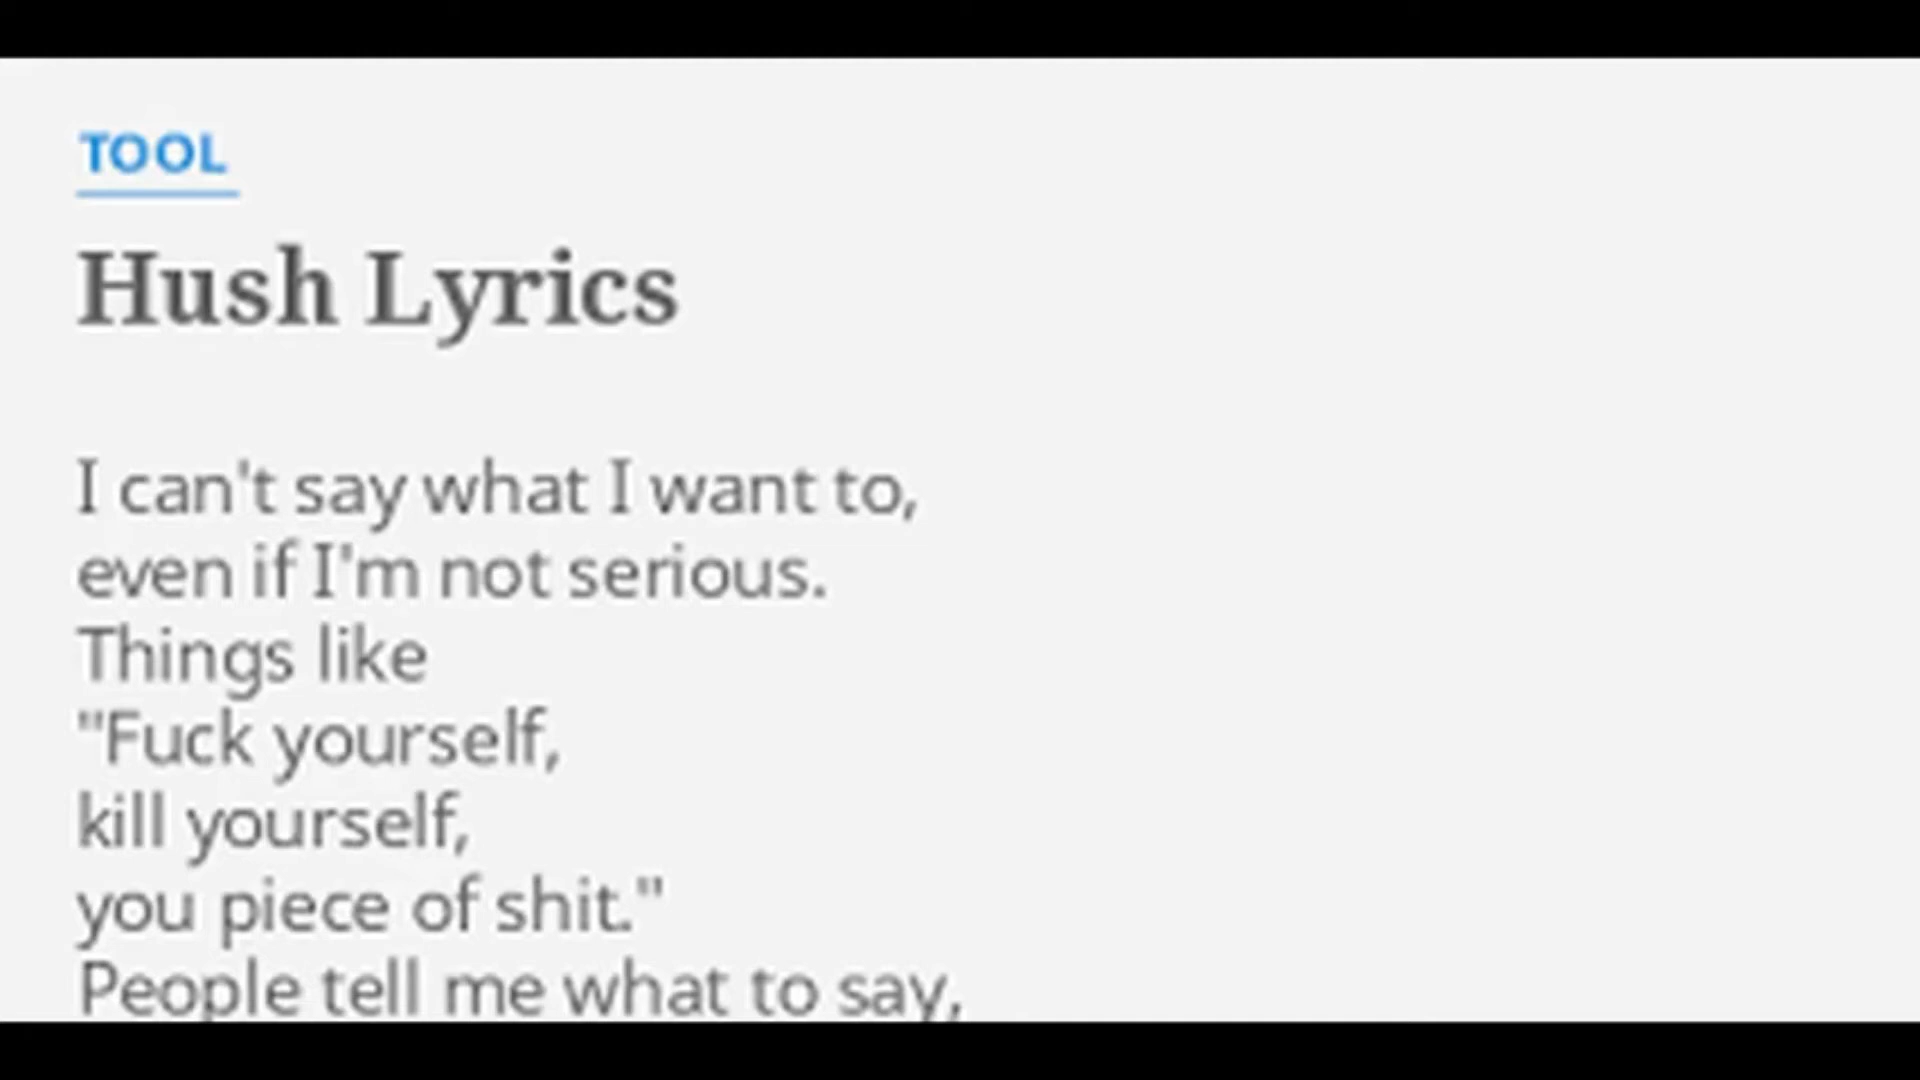 TOOL
Hush Lyrics
I can't say what I want to,
even if I'm not serious.
Things like
"Fuck yourself,
kill yourself,
you piece of shit."
People tell me what to say,